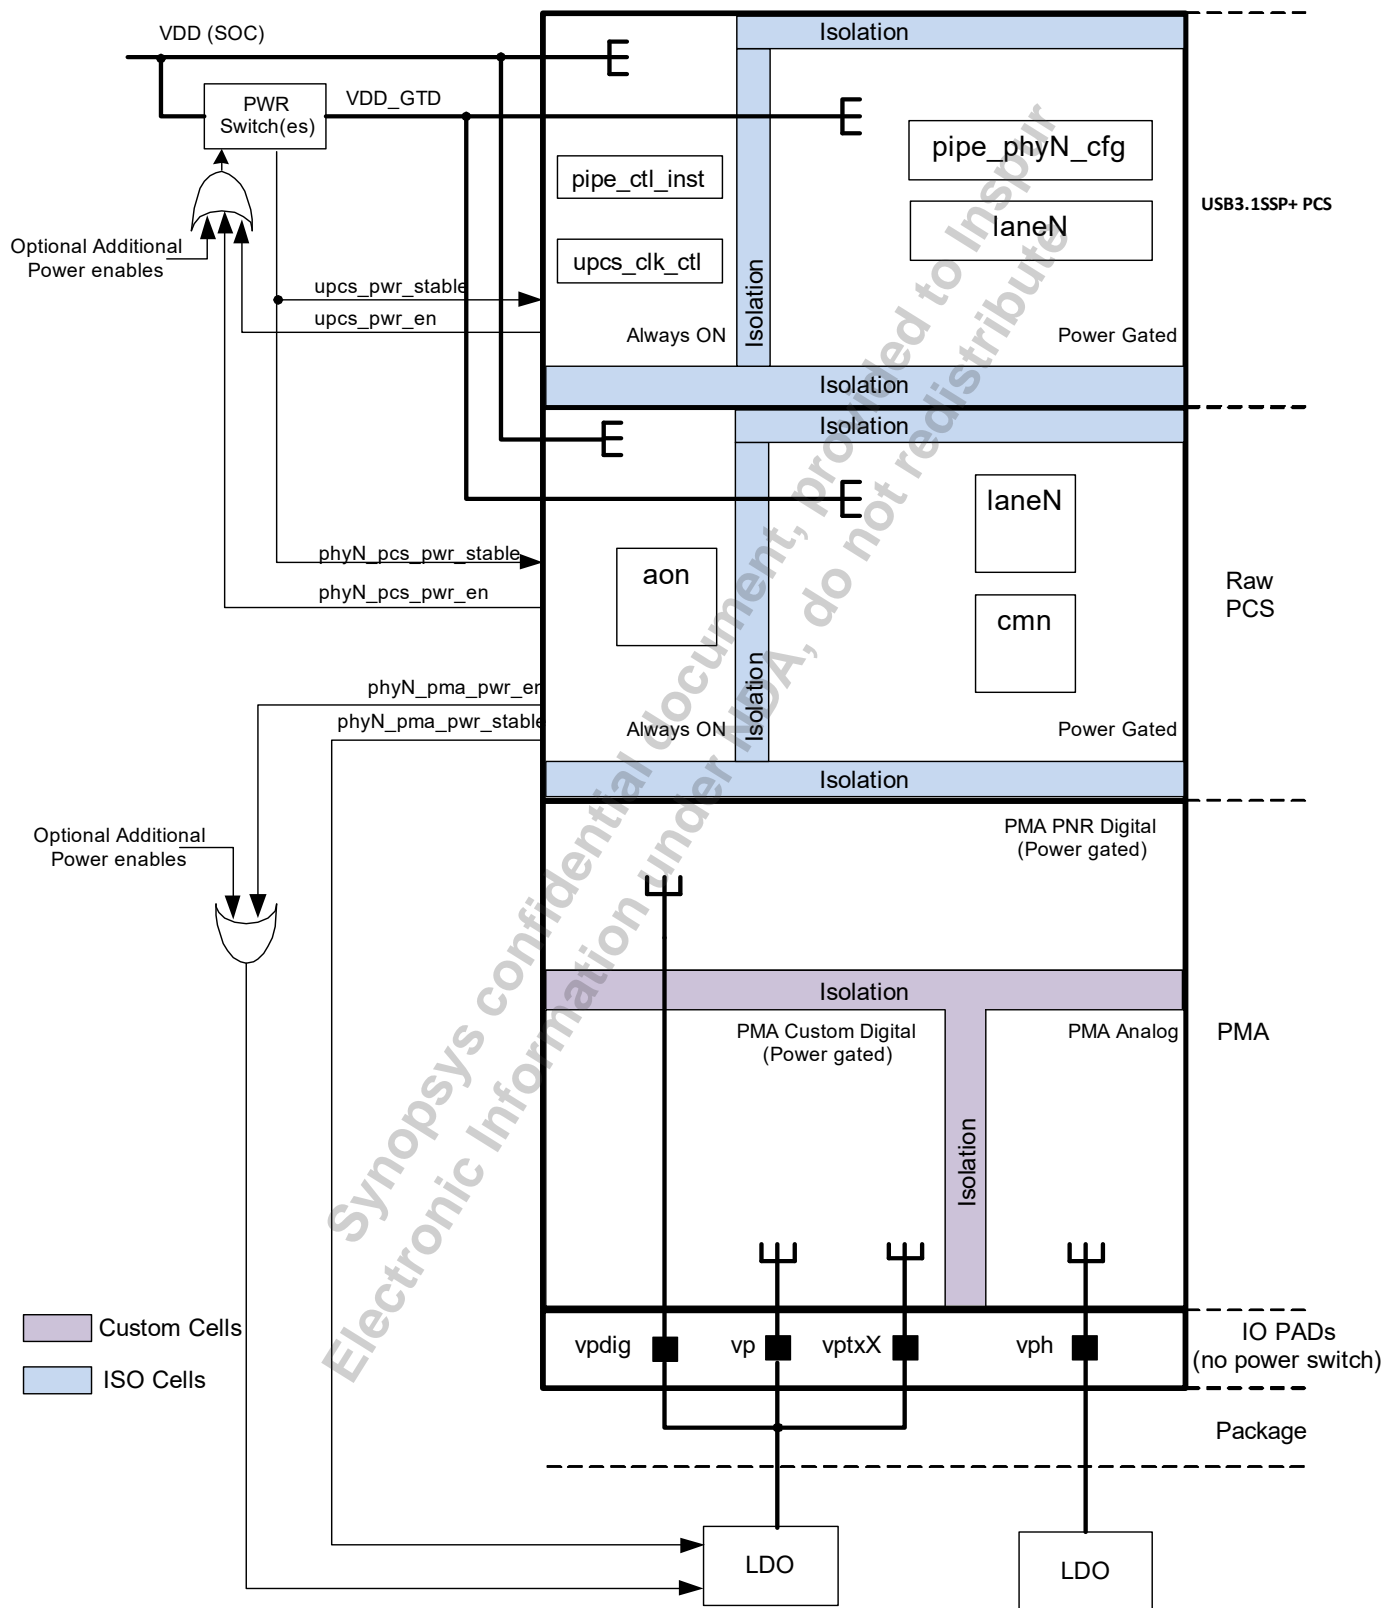 VDD (SOC)
Isolation
PWR
Switch(es)
VDD_GTD
pipe_phyN_cfg
pipe_ctl_inst
laneN
USB3.1SSP+ PCS
Optional Additional
Power enables
upcs_clk_ctl
upcs_pwr_stable
upcs_pwr_en
Always ON
Isolation
Power Gated
Isolation
Isolation
laneN
phyN_pcs_pwr_stable
aon
Raw
PCS
phyN_pcs_pwr_en
cmn
Isolation
phyN_pma_pwr_en
phyN_pma_pwr_stable
Always ON
Power Gated
Isolation
Optional Additional
Power enables
PMA PNR Digital
(Power gated)
Isolation
PMA Custom Digital
(Power gated)
PMA Analog
PMA
Isolation
Custom Cells
ISO Cells
vpdig
vp
vptxX
vph
IO PADs
(no power switch)
Package
LDO
LDO
Synopsys confidential document, provided to Inspur
Electronic Information under NDA, do not redistribute